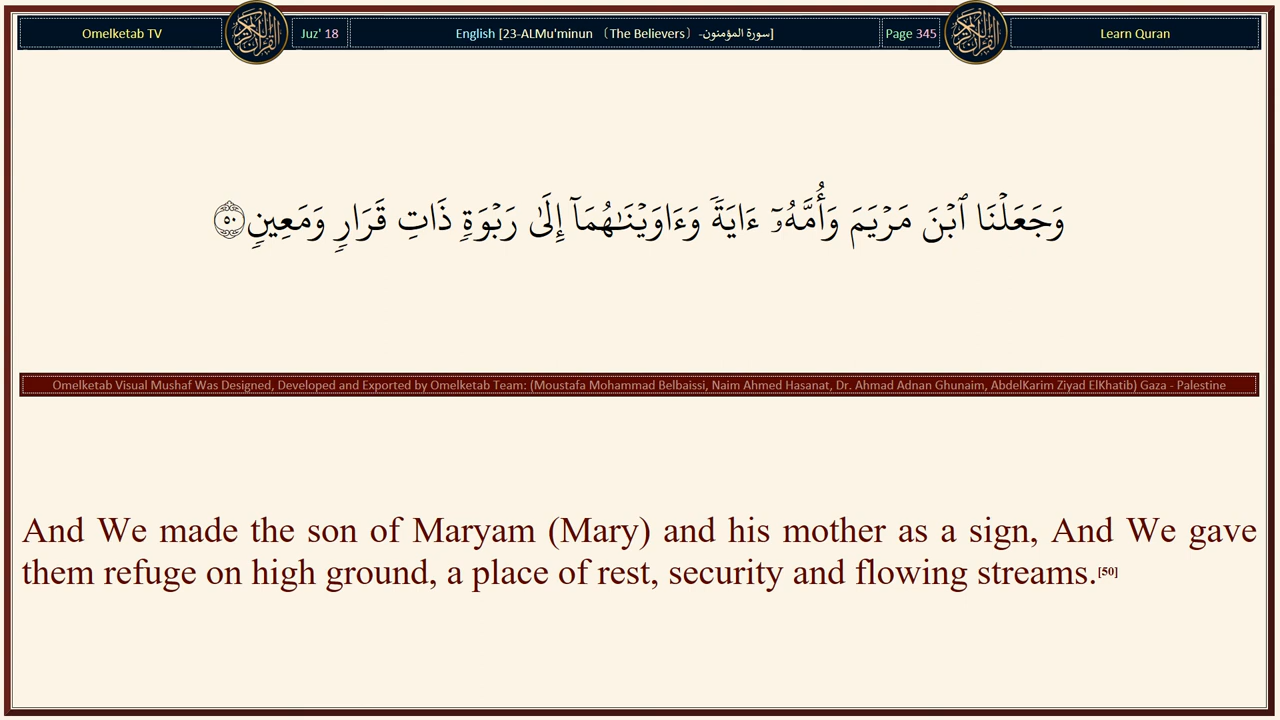 Omelketab TV
Juz' 18
English [23-ALMu'minun （The Believers） -سورة المؤمنون]
Page 345
Learn Quran
وَجَعَلْنَا ٱبْنَ مَرْيَمَ وَأُمَّهُۥٓ ءَايَةً وَءَاوَيْنَـٰهُمَآ إِلَىٰ رَبْوَةٍ ذَاتِ قَرَارٍ وَمَعِينٍ ٥٠
Omelketab Visual Mushaf Was Designed, Developed and Exported by Omelketab Team: (Moustafa Mohammad Belbaissi, Naim Ahmed Hasanat, Dr. Ahmad Adnan Ghunaim, AbdelKarim Ziyad ElKhatib) Gaza - Palestine
And We made the son of Maryam (Mary) and his mother as a sign, And We gave
them refuge on high ground, a place of rest, security and flowing streams.[50]